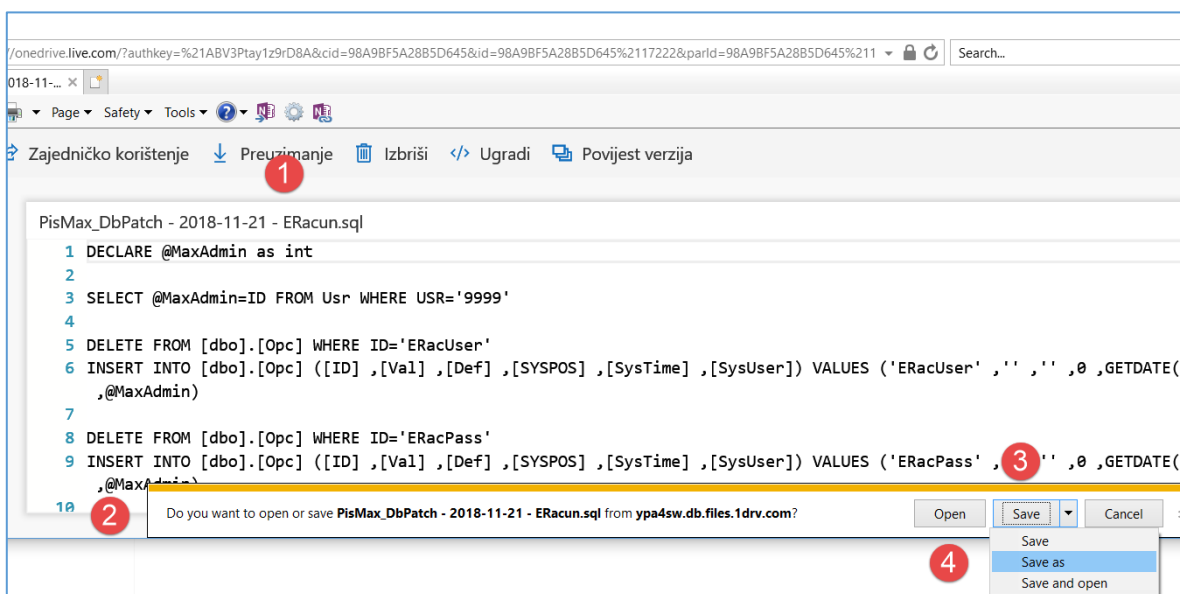 //onedrive.live.com/?authkey=%21ABV3Ptay1z9rD8A&cid=98A9BF5A28B5D645&id=98A9BF5A28B5D645%2117222&parId=98A9BF5A28B5D645%211 Search...
018-11-...
Page Safety Tools ?
Zajedničko korištenje Preuzimanje Izbriši </> Ugradi Povijest verzija
1
PisMax_DbPatch - 2018-11-21 - ERacun.sql
1 DECLARE @MaxAdmin as int
2
3 SELECT @MaxAdmin=ID FROM Usr WHERE USR='9999'
4
5 DELETE FROM [dbo].[Opc] WHERE ID='ERacUser'
6 INSERT INTO [dbo].[Opc] ([ID] ,[Val] ,[Def] ,[SYSPOS] ,[SysTime] ,[SysUser]) VALUES ('ERacUser' ,'' ,'' ,0 ,GETDATE(
,@MaxAdmin)
7
8 DELETE FROM [dbo].[Opc] WHERE ID='ERacPass'
9 INSERT INTO [dbo].[Opc] ([ID] ,[Val] ,[Def] ,[SYSPOS] ,[SysTime] ,[SysUser]) VALUES ('ERacPass' , 3 '' ,0 ,GETDATE(
,@MaxAdmin)
10
2 Do you want to open or save PisMax_DbPatch - 2018-11-21 - ERacun.sql from ypa4sw.db.files.1drv.com? Open Save Cancel
Save
4 Save as
Save and open